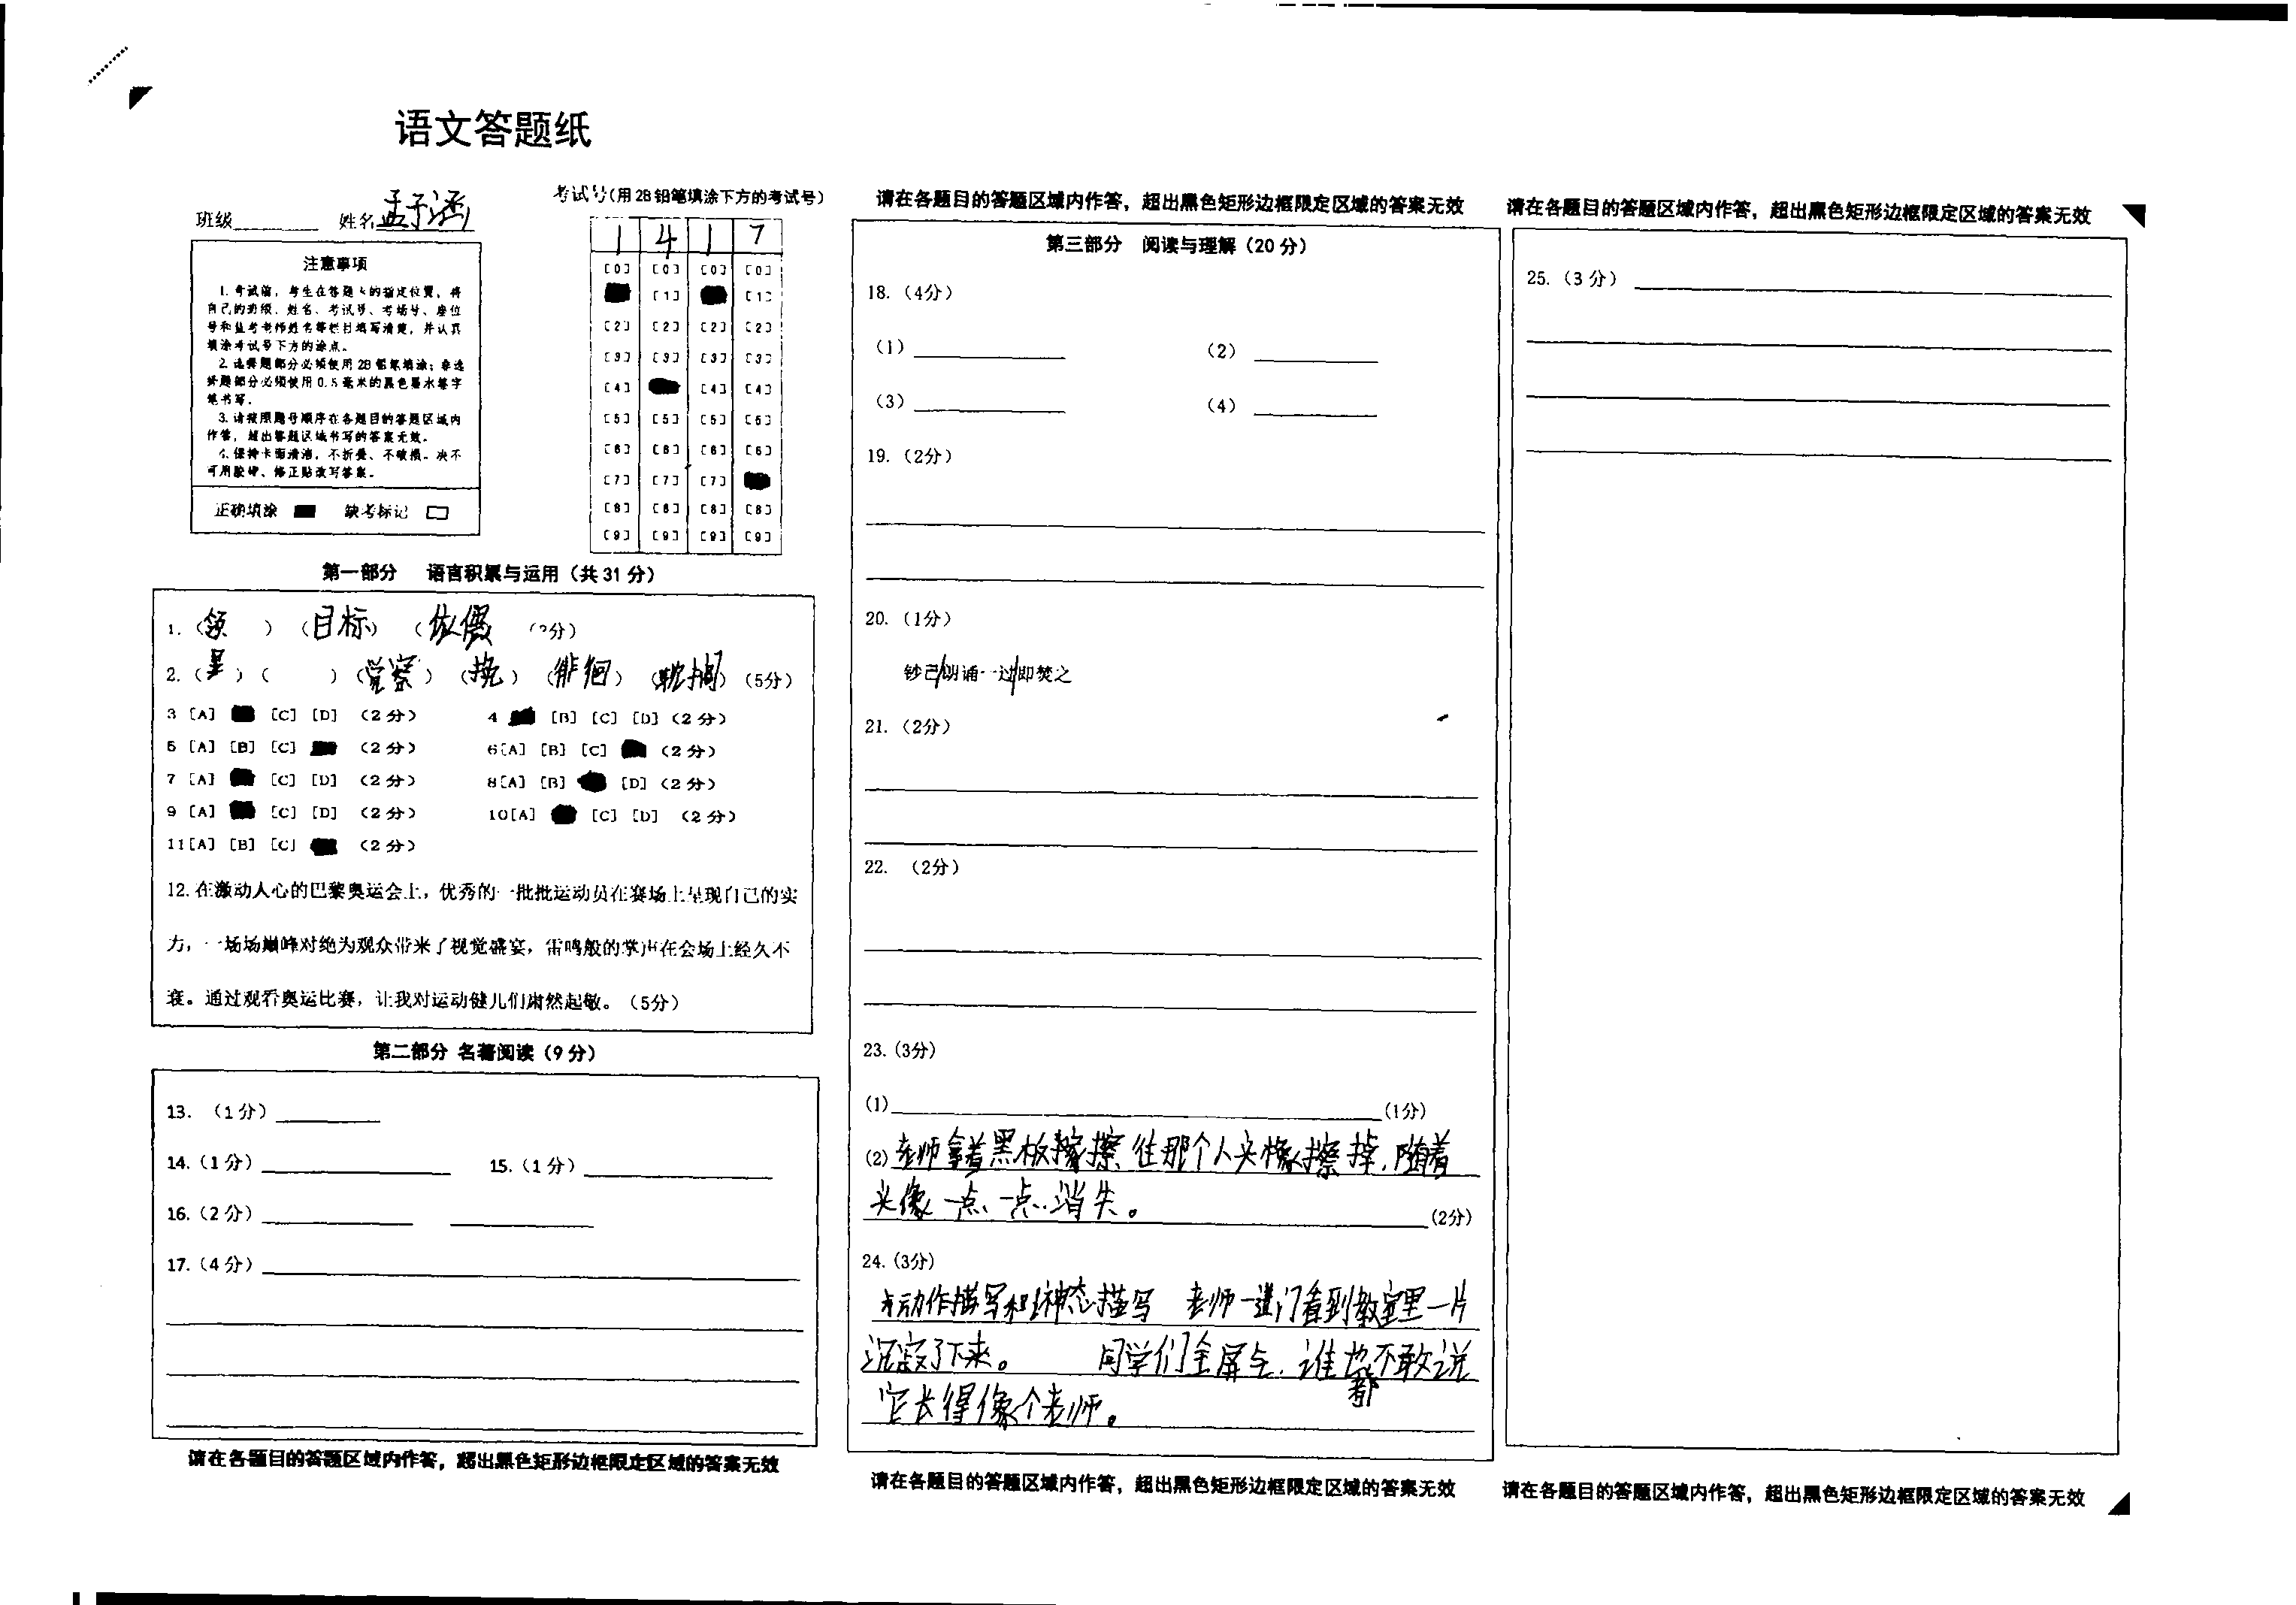 语文答题纸
班级 姓名 孟子涵
考试号(用2B铅笔填涂下方的考试号)
1 4 1 7
[0] [0] [0] [0]
[1] [1]
[2] [2] [2] [2]
[3] [3] [3] [3]
[4] [4] [4]
[5] [5] [5] [5]
[6] [6] [6] [6]
[7] [7] [7]
[8] [8] [8] [8]
[9] [9] [9] [9]
注意事项
1. 考试前,考生在答题卡的指定位置,将
自己的班级、姓名、考试号、考场号、座位
号和监考老师姓名等栏目填写清楚,并认真
填涂考试号下方的涂点。
2. 选择题部分必须使用2B铅笔填涂;非选
择题部分必须使用0.5毫米的黑色墨水签字
笔书写。
3. 请按照题号顺序在各题目的答题区域内
作答,超出答题区域书写的答案无效。
4. 保持卡面清洁,不折叠、不破损。决不
可用胶带、修正贴改写答案。
正确填涂 缺考标记
第一部分 语言积累与运用(共31分)
1.(领 )(目标)(依偎 (2分)
2.( )( )(觉察)(挠)(徘徊)(耽搁)(5分)
3 [A] [C] [D] (2分) 4 [B] [C] [D] (2分)
5 [A] [B] [C] (2分) 6[A] [B] [C] (2分)
7 [A] [C] [D] (2分) 8[A] [B] [D] (2分)
9 [A] [C] [D] (2分) 10[A] [C] [D] (2分)
11[A] [B] [C] (2分)
12. 在激动人心的巴黎奥运会上,优秀的一批批运动员在赛场上呈现自己的实
力,一场场巅峰对绝为观众带来了视觉盛宴,雷鸣般的掌声在会场上经久不
衰。通过观看奥运比赛,让我对运动健儿们肃然起敬。(5分)
第二部分 名著阅读(9分)
13. (1分)
14.(1分) 15.(1分)
16.(2分)
17.(4分)
请在各题目的答题区域内作答,超出黑色矩形边框限定区域的答案无效
请在各题目的答题区域内作答,超出黑色矩形边框限定区域的答案无效
第三部分 阅读与理解(20分)
18.(4分)
(1) (2)
(3) (4)
19.(2分)
20.(1分)
钞己/朗诵一过/即焚之
21.(2分)
22. (2分)
23.(3分)
(1) (1分)
(2) 老师拿着黑板擦擦往那个人头像擦掉,随着
头像一点一点消失。 (2分)
24.(3分)
动作描写和神态描写 老师一进门看到教室里一片
沉寂了下来。 同学们全屏气,谁都不敢说
它长得像个老师。
请在各题目的答题区域内作答,超出黑色矩形边框限定区域的答案无效
请在各题目的答题区域内作答,超出黑色矩形边框限定区域的答案无效
25.(3分)
请在各题目的答题区域内作答,超出黑色矩形边框限定区域的答案无效